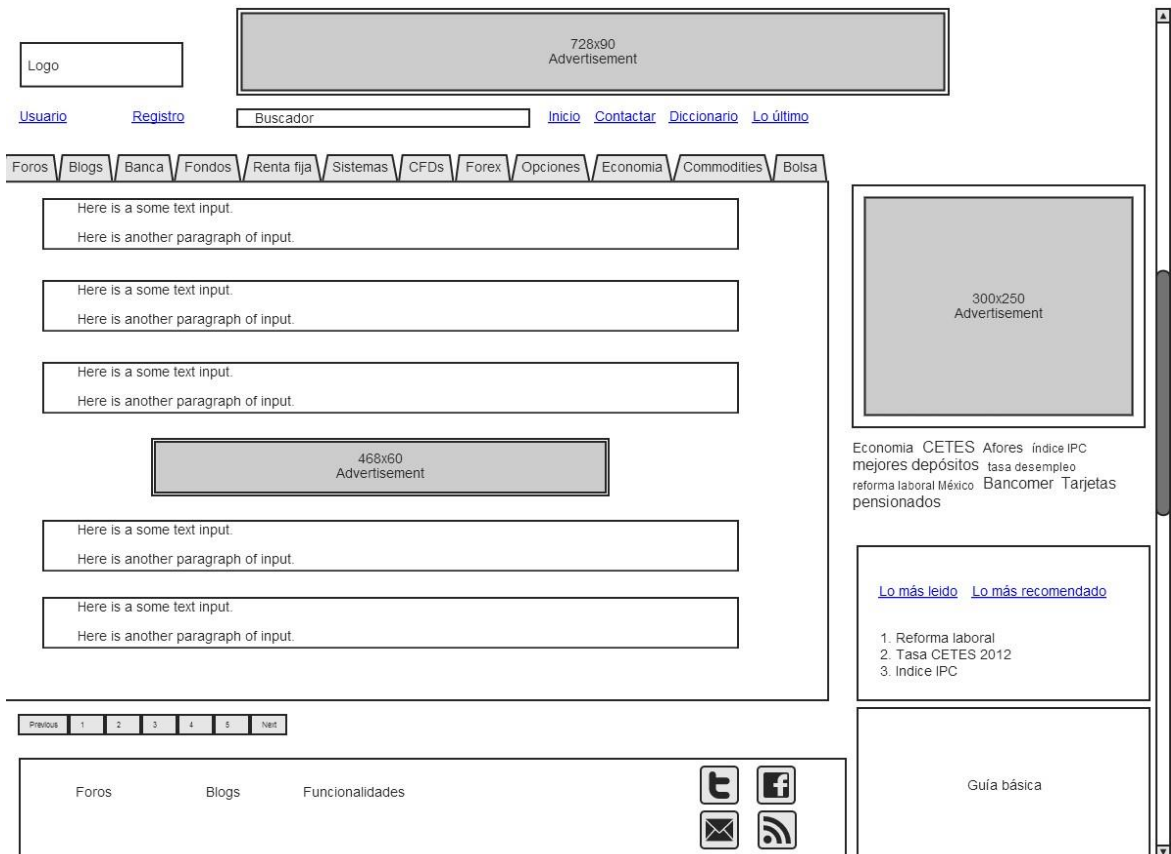 728x90
Advertisement
Logo
Usuario Registro Buscador Inicio Contactar Diccionario Lo último
Foros Blogs Banca Fondos Renta fija Sistemas CFDs Forex Opciones Economia Commodities Bolsa
Here is a some text input.
Here is another paragraph of input.
Here is a some text input.
Here is another paragraph of input.
Here is a some text input.
Here is another paragraph of input.
468x60
Advertisement
Here is a some text input.
Here is another paragraph of input.
Here is a some text input.
Here is another paragraph of input.
300x250
Advertisement
Economia CETES Afores índice IPC
mejores depósitos tasa desempleo
reforma laboral México Bancomer Tarjetas
pensionados
Lo más leido Lo más recomendado
1. Reforma laboral
2. Tasa CETES 2012
3. Indice IPC
Previous 1 2 3 4 5 Next
Foros Blogs Funcionalidades
Guía básica